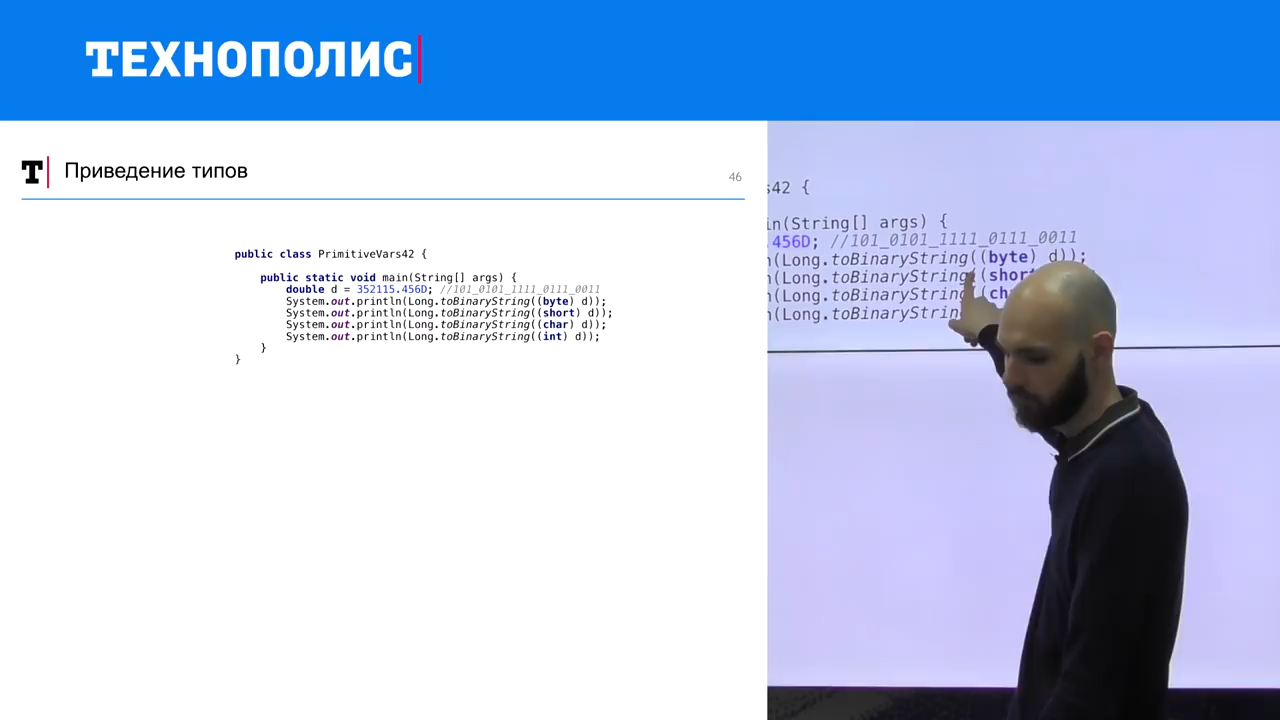 ТЕХНОПОЛИС
Т Приведение типов
46
public class PrimitiveVars42 {
public static void main(String[] args) {
double d = 352115.456D; //101_0101_1111_0111_0011
System.out.println(Long.toBinaryString((byte) d));
System.out.println(Long.toBinaryString((short) d));
System.out.println(Long.toBinaryString((char) d));
System.out.println(Long.toBinaryString((int) d));
}
}
s42 {
in(String[] args) {
.456D; //101_0101_1111_0111_0011
n(Long.toBinaryString((byte) d));
n(Long.toBinaryString((short
n(Long.toBinaryString((ch
n(Long.toBinaryString